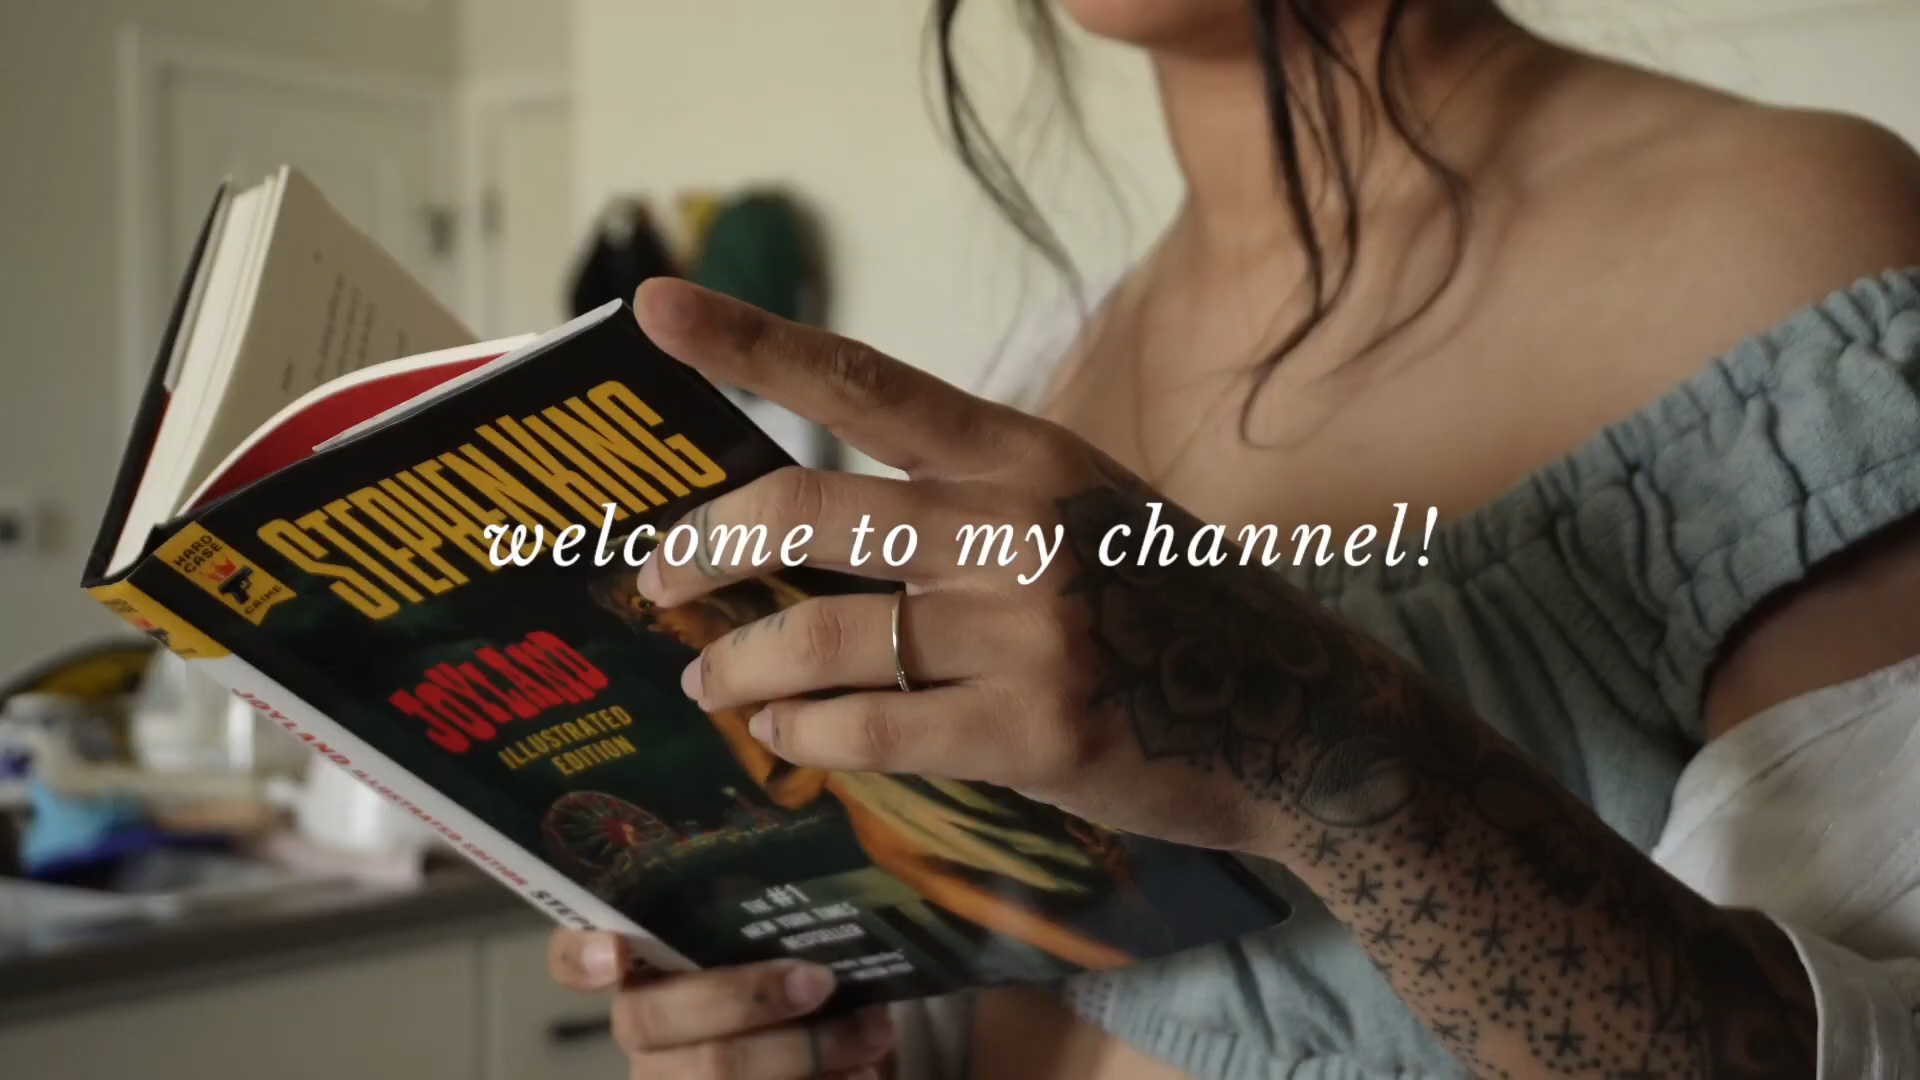 STEPHEN KING
HARD
CASE
CRIME
welcome to my channel!
JOYLAND
ILLUSTRATED
EDITION
JOYLAND ILLUSTRATED EDITION STEP
THE #1
NEW YORK TIMES
BESTSELLER